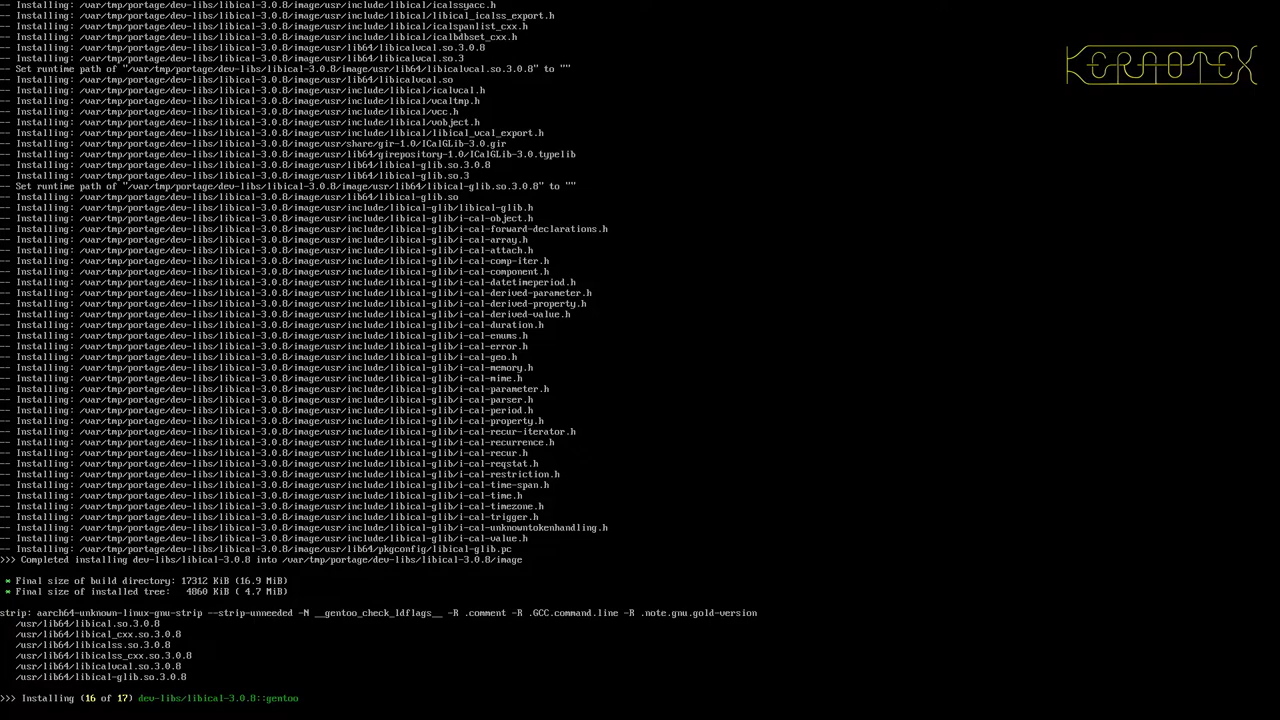 -- Installing: /var/tmp/portage/dev-libs/libical-3.0.8/image/usr/include/libical/icalssyacc.h
-- Installing: /var/tmp/portage/dev-libs/libical-3.0.8/image/usr/include/libical/libical_icalss_export.h
-- Installing: /var/tmp/portage/dev-libs/libical-3.0.8/image/usr/include/libical/icalspanlist_cxx.h
-- Installing: /var/tmp/portage/dev-libs/libical-3.0.8/image/usr/include/libical/icalbdbset_cxx.h
-- Installing: /var/tmp/portage/dev-libs/libical-3.0.8/image/usr/lib64/libicalvcal.so.3.0.8
-- Installing: /var/tmp/portage/dev-libs/libical-3.0.8/image/usr/lib64/libicalvcal.so.3
-- Set runtime path of "/var/tmp/portage/dev-libs/libical-3.0.8/image/usr/lib64/libicalvcal.so.3.0.8" to ""
-- Installing: /var/tmp/portage/dev-libs/libical-3.0.8/image/usr/lib64/libicalvcal.so
-- Installing: /var/tmp/portage/dev-libs/libical-3.0.8/image/usr/include/libical/icalvcal.h
-- Installing: /var/tmp/portage/dev-libs/libical-3.0.8/image/usr/include/libical/vcaltmp.h
-- Installing: /var/tmp/portage/dev-libs/libical-3.0.8/image/usr/include/libical/vcc.h
-- Installing: /var/tmp/portage/dev-libs/libical-3.0.8/image/usr/include/libical/vobject.h
-- Installing: /var/tmp/portage/dev-libs/libical-3.0.8/image/usr/include/libical/libical_vcal_export.h
-- Installing: /var/tmp/portage/dev-libs/libical-3.0.8/image/usr/share/gir-1.0/ICalGLib-3.0.gir
-- Installing: /var/tmp/portage/dev-libs/libical-3.0.8/image/usr/lib64/girepository-1.0/ICalGLib-3.0.typelib
-- Installing: /var/tmp/portage/dev-libs/libical-3.0.8/image/usr/lib64/libical-glib.so.3.0.8
-- Installing: /var/tmp/portage/dev-libs/libical-3.0.8/image/usr/lib64/libical-glib.so.3
-- Set runtime path of "/var/tmp/portage/dev-libs/libical-3.0.8/image/usr/lib64/libical-glib.so.3.0.8" to ""
-- Installing: /var/tmp/portage/dev-libs/libical-3.0.8/image/usr/lib64/libical-glib.so
-- Installing: /var/tmp/portage/dev-libs/libical-3.0.8/image/usr/include/libical-glib/libical-glib.h
-- Installing: /var/tmp/portage/dev-libs/libical-3.0.8/image/usr/include/libical-glib/i-cal-object.h
-- Installing: /var/tmp/portage/dev-libs/libical-3.0.8/image/usr/include/libical-glib/i-cal-forward-declarations.h
-- Installing: /var/tmp/portage/dev-libs/libical-3.0.8/image/usr/include/libical-glib/i-cal-array.h
-- Installing: /var/tmp/portage/dev-libs/libical-3.0.8/image/usr/include/libical-glib/i-cal-attach.h
-- Installing: /var/tmp/portage/dev-libs/libical-3.0.8/image/usr/include/libical-glib/i-cal-comp-iter.h
-- Installing: /var/tmp/portage/dev-libs/libical-3.0.8/image/usr/include/libical-glib/i-cal-component.h
-- Installing: /var/tmp/portage/dev-libs/libical-3.0.8/image/usr/include/libical-glib/i-cal-datetimeperiod.h
-- Installing: /var/tmp/portage/dev-libs/libical-3.0.8/image/usr/include/libical-glib/i-cal-derived-parameter.h
-- Installing: /var/tmp/portage/dev-libs/libical-3.0.8/image/usr/include/libical-glib/i-cal-derived-property.h
-- Installing: /var/tmp/portage/dev-libs/libical-3.0.8/image/usr/include/libical-glib/i-cal-derived-value.h
-- Installing: /var/tmp/portage/dev-libs/libical-3.0.8/image/usr/include/libical-glib/i-cal-duration.h
-- Installing: /var/tmp/portage/dev-libs/libical-3.0.8/image/usr/include/libical-glib/i-cal-enums.h
-- Installing: /var/tmp/portage/dev-libs/libical-3.0.8/image/usr/include/libical-glib/i-cal-error.h
-- Installing: /var/tmp/portage/dev-libs/libical-3.0.8/image/usr/include/libical-glib/i-cal-geo.h
-- Installing: /var/tmp/portage/dev-libs/libical-3.0.8/image/usr/include/libical-glib/i-cal-memory.h
-- Installing: /var/tmp/portage/dev-libs/libical-3.0.8/image/usr/include/libical-glib/i-cal-mime.h
-- Installing: /var/tmp/portage/dev-libs/libical-3.0.8/image/usr/include/libical-glib/i-cal-parameter.h
-- Installing: /var/tmp/portage/dev-libs/libical-3.0.8/image/usr/include/libical-glib/i-cal-parser.h
-- Installing: /var/tmp/portage/dev-libs/libical-3.0.8/image/usr/include/libical-glib/i-cal-period.h
-- Installing: /var/tmp/portage/dev-libs/libical-3.0.8/image/usr/include/libical-glib/i-cal-property.h
-- Installing: /var/tmp/portage/dev-libs/libical-3.0.8/image/usr/include/libical-glib/i-cal-recur-iterator.h
-- Installing: /var/tmp/portage/dev-libs/libical-3.0.8/image/usr/include/libical-glib/i-cal-recurrence.h
-- Installing: /var/tmp/portage/dev-libs/libical-3.0.8/image/usr/include/libical-glib/i-cal-recur.h
-- Installing: /var/tmp/portage/dev-libs/libical-3.0.8/image/usr/include/libical-glib/i-cal-reqstat.h
-- Installing: /var/tmp/portage/dev-libs/libical-3.0.8/image/usr/include/libical-glib/i-cal-restriction.h
-- Installing: /var/tmp/portage/dev-libs/libical-3.0.8/image/usr/include/libical-glib/i-cal-time-span.h
-- Installing: /var/tmp/portage/dev-libs/libical-3.0.8/image/usr/include/libical-glib/i-cal-time.h
-- Installing: /var/tmp/portage/dev-libs/libical-3.0.8/image/usr/include/libical-glib/i-cal-timezone.h
-- Installing: /var/tmp/portage/dev-libs/libical-3.0.8/image/usr/include/libical-glib/i-cal-trigger.h
-- Installing: /var/tmp/portage/dev-libs/libical-3.0.8/image/usr/include/libical-glib/i-cal-unknowntokenhandling.h
-- Installing: /var/tmp/portage/dev-libs/libical-3.0.8/image/usr/include/libical-glib/i-cal-value.h
-- Installing: /var/tmp/portage/dev-libs/libical-3.0.8/image/usr/lib64/pkgconfig/libical-glib.pc
>>> Completed installing dev-libs/libical-3.0.8 into /var/tmp/portage/dev-libs/libical-3.0.8/image
* Final size of build directory: 17312 KiB (16.9 MiB)
* Final size of installed tree: 4860 KiB ( 4.7 MiB)
strip: aarch64-unknown-linux-gnu-strip --strip-unneeded -N __gentoo_check_ldflags__ -R .comment -R .GCC.command.line -R .note.gnu.gold-version
/usr/lib64/libical.so.3.0.8
/usr/lib64/libical_cxx.so.3.0.8
/usr/lib64/libicalss.so.3.0.8
/usr/lib64/libicalss_cxx.so.3.0.8
/usr/lib64/libicalvcal.so.3.0.8
/usr/lib64/libical-glib.so.3.0.8
>>> Installing (16 of 17) dev-libs/libical-3.0.8::gentoo